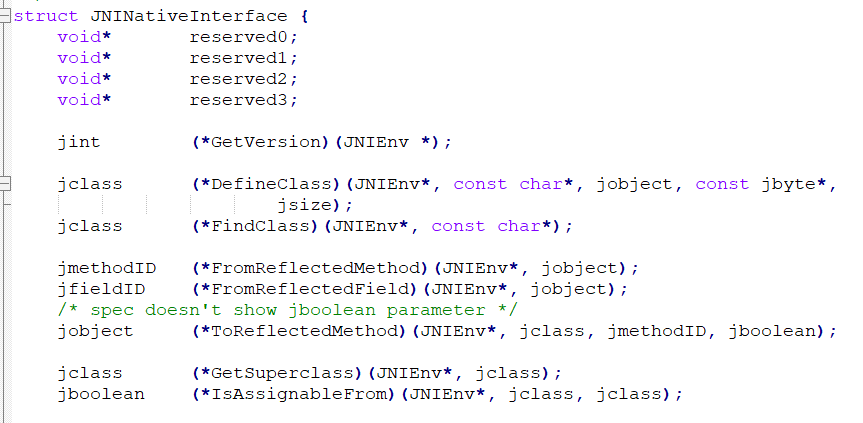 struct JNINativeInterface {
void* reserved0;
void* reserved1;
void* reserved2;
void* reserved3;
jint (*GetVersion)(JNIEnv *);
jclass (*DefineClass)(JNIEnv*, const char*, jobject, const jbyte*,
jsize);
jclass (*FindClass)(JNIEnv*, const char*);
jmethodID (*FromReflectedMethod)(JNIEnv*, jobject);
jfieldID (*FromReflectedField)(JNIEnv*, jobject);
/* spec doesn't show jboolean parameter */
jobject (*ToReflectedMethod)(JNIEnv*, jclass, jmethodID, jboolean);
jclass (*GetSuperclass)(JNIEnv*, jclass);
jboolean (*IsAssignableFrom)(JNIEnv*, jclass, jclass);